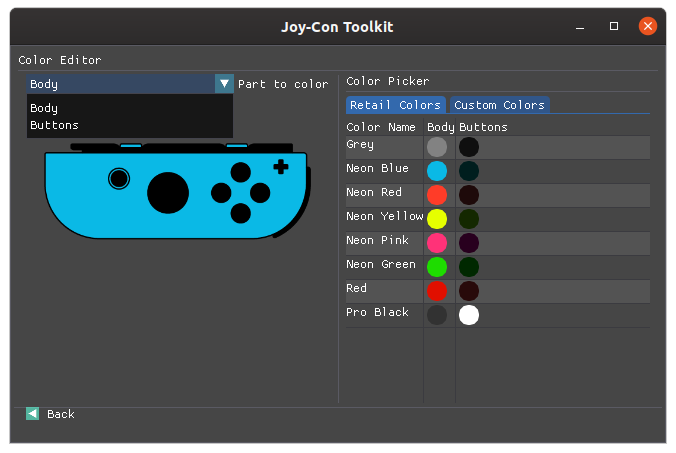 Joy-Con Toolkit
Color Editor
Body
Part to color
Body
Buttons
Color Picker
Retail Colors
Custom Colors
Color Name Body Buttons
Grey
Neon Blue
Neon Red
Neon Yellow
Neon Pink
Neon Green
Red
Pro Black
Back